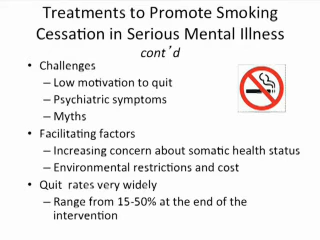 Treatments to Promote Smoking
Cessation in Serious Mental Illness
cont'd
• Challenges
– Low motivation to quit
– Psychiatric symptoms
– Myths
• Facilitating factors
– Increasing concern about somatic health status
– Environmental restrictions and cost
• Quit rates very widely
– Range from 15-50% at the end of the
intervention